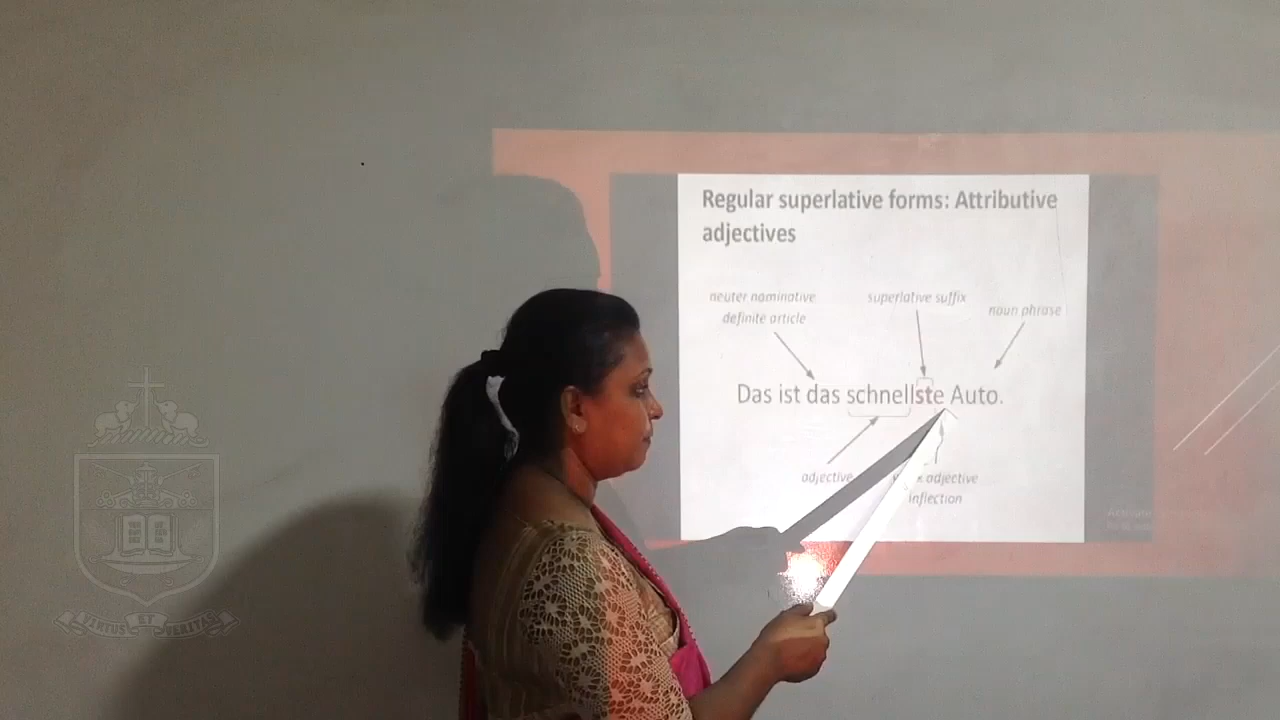 Regular superlative forms: Attributive
adjectives
neuter nominative
definite article
superlative suffix
noun phrase
Das ist das schnellste Auto.
adjective
adjective
inflection
Activate
VIRTUS ET VERITAS